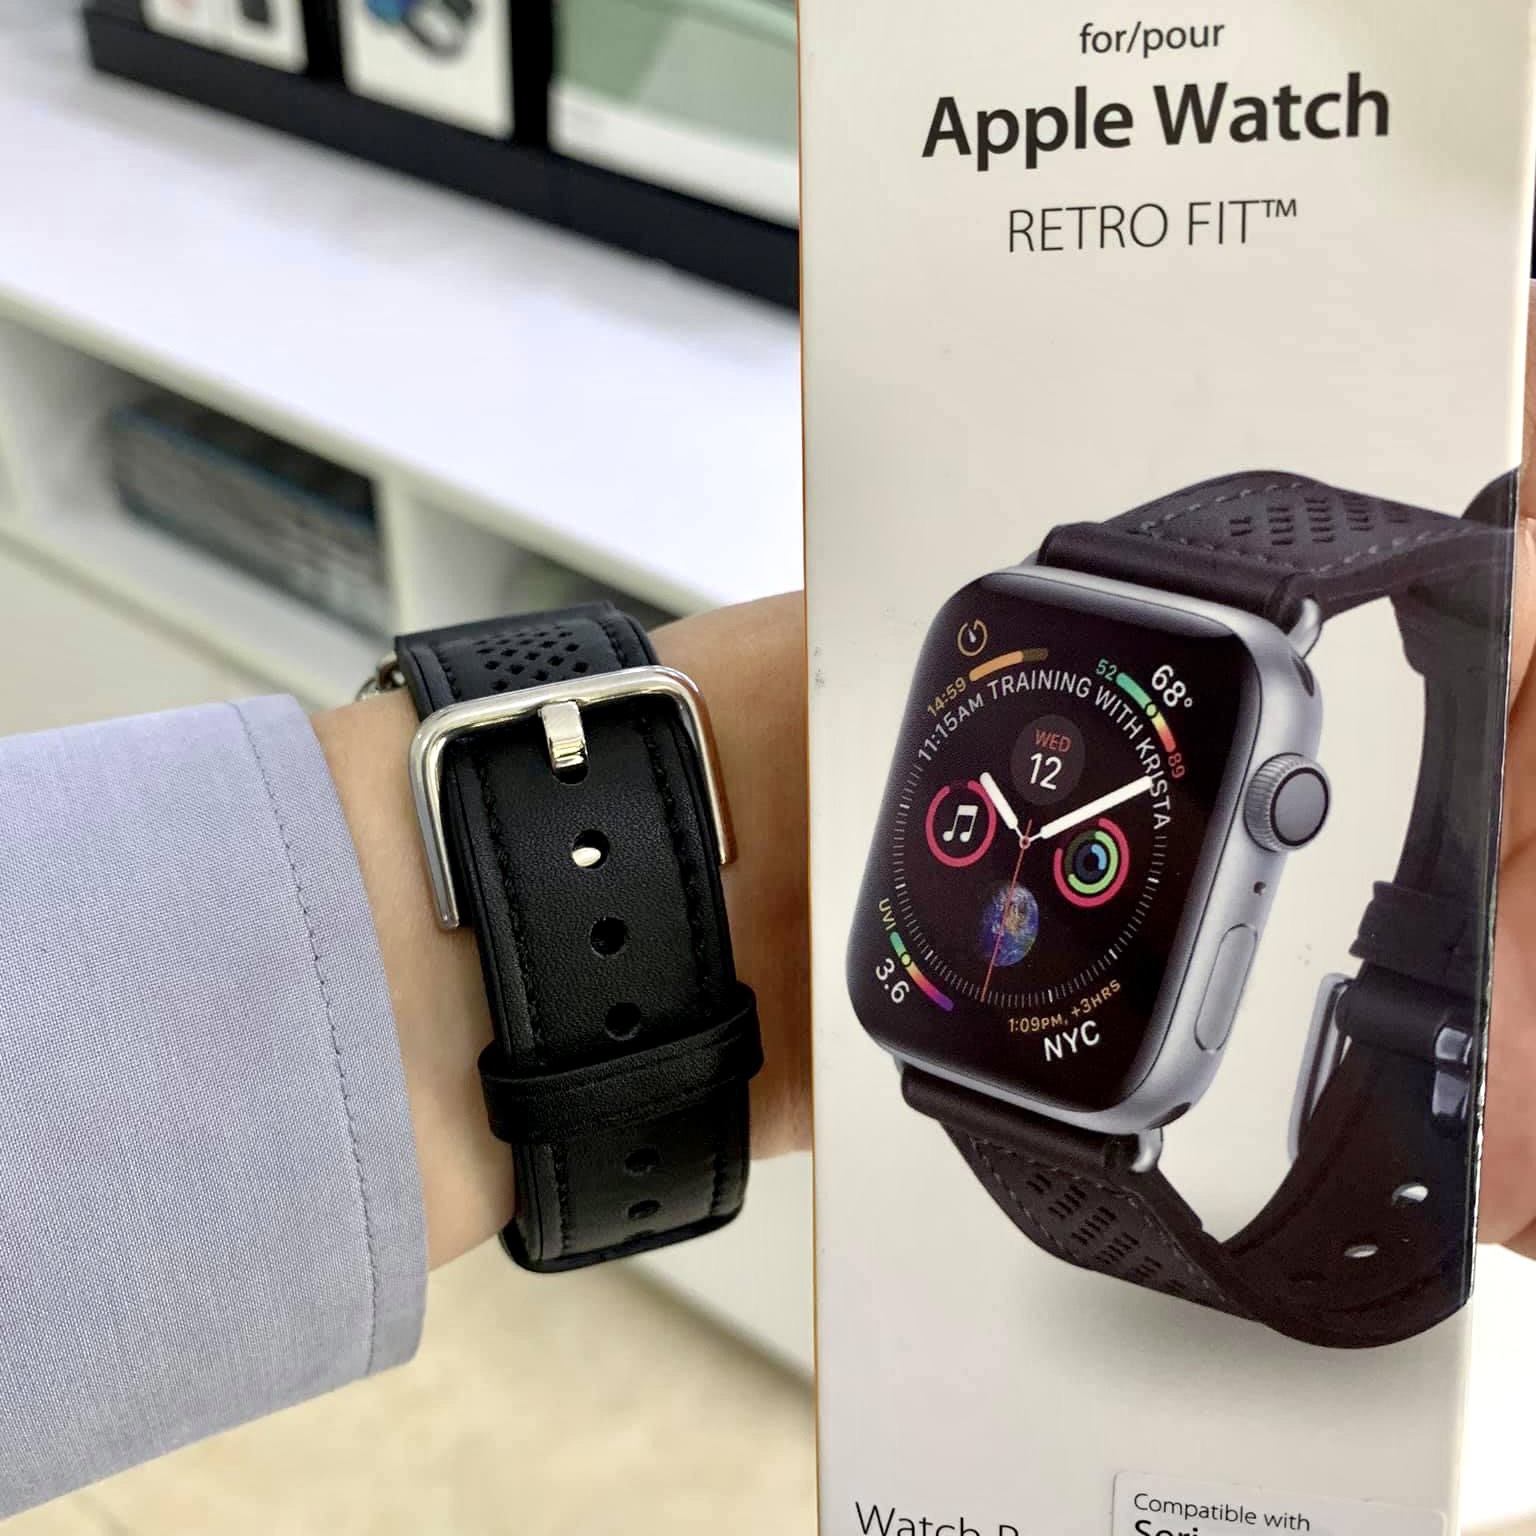 for/pour
Apple Watch
RETRO FIT™
14:59
11:15AM TRAINING WITH KRISTA
52
68°
89
WED
12
UVI
3.6
1:09PM, +3HRS
NYC
Compatible with
Watch